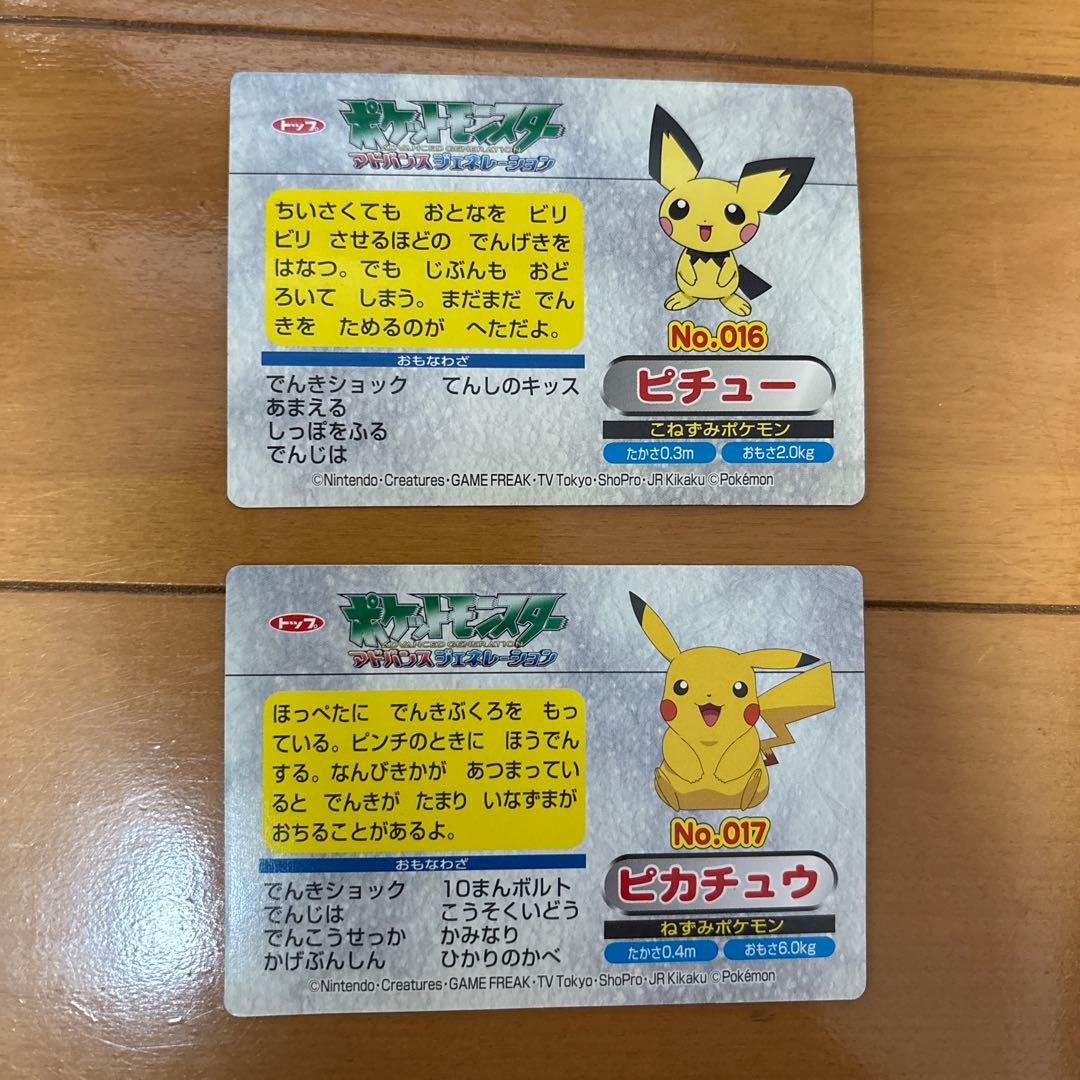 トップ
ポケットモンスター
ADVANCED GENERATION
アドバンスジェネレーション
ちいさくても おとなを ビリ
ビリ させるほどの でんげきを
はなつ。でも じぶんも おど
ろいて しまう。まだまだ でん
きを ためるのが へただよ。
おもなわざ
でんきショック てんしのキッス
あまえる
しっぽをふる
でんじは
No.016
ピチュー
こねずみポケモン
たかさ0.3m おもさ2.0kg
©Nintendo・Creatures・GAME FREAK・TV Tokyo・ShoPro・JR Kikaku ©Pokémon
トップ
ポケットモンスター
ADVANCED GENERATION
アドバンスジェネレーション
ほっぺたに でんきぶくろを もっ
ている。ピンチのときに ほうでん
する。なんびきかが あつまってい
ると でんきが たまり いなずまが
おちることがあるよ。
おもなわざ
でんきショック 10まんボルト
でんじは こうそくいどう
でんこうせっか かみなり
かげぶんしん ひかりのかべ
No.017
ピカチュウ
ねずみポケモン
たかさ0.4m おもさ6.0kg
©Nintendo・Creatures・GAME FREAK・TV Tokyo・ShoPro・JR Kikaku ©Pokémon